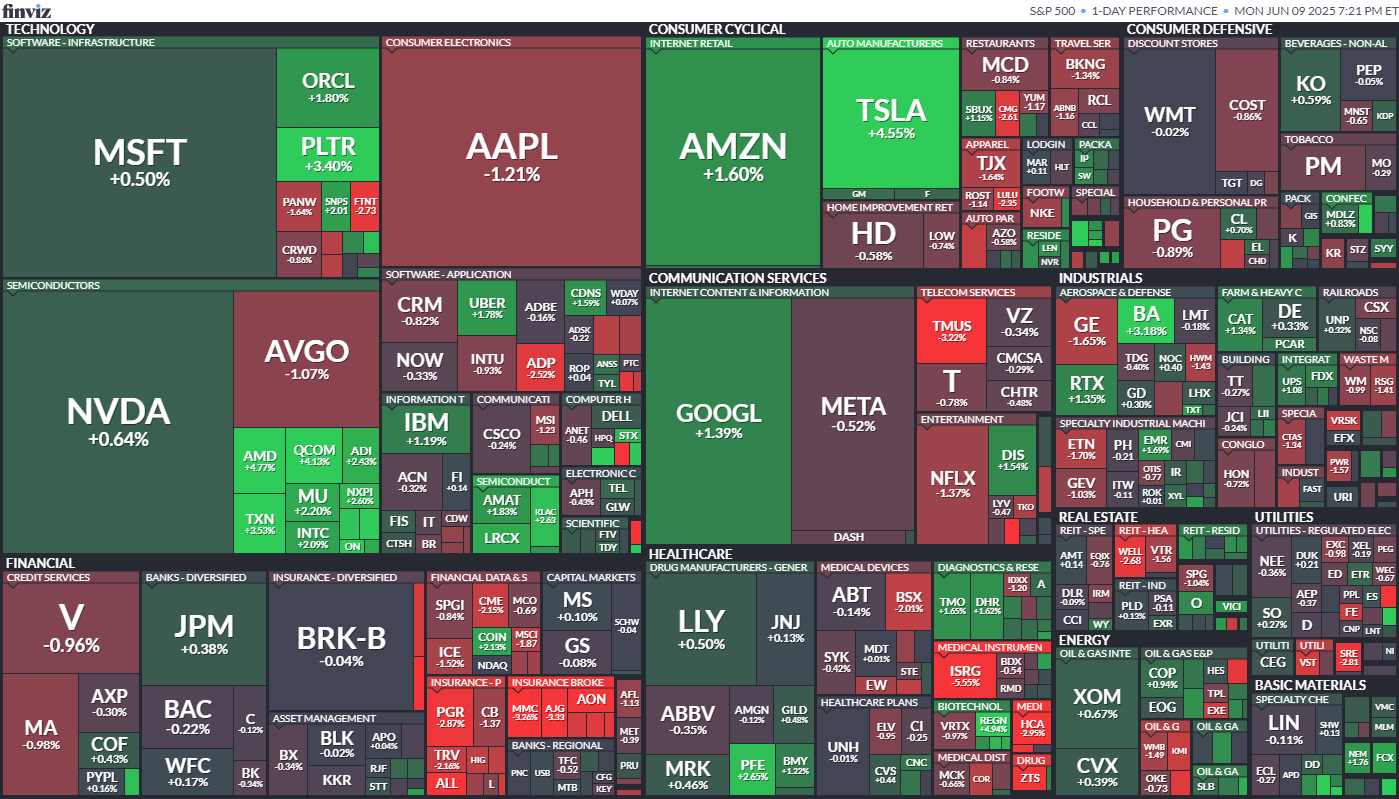 finviz
S&P 500 • 1-DAY PERFORMANCE • MON JUN 09 2025 7:21 PM ET
TECHNOLOGY
SOFTWARE - INFRASTRUCTURE
MSFT
+0.50%
ORCL
+1.80%
PLTR
+3.40%
PANW
-1.64%
SNPS
+2.01
FTNT
-2.73
CRWD
-0.86%
CONSUMER ELECTRONICS
AAPL
-1.21%
SEMICONDUCTORS
NVDA
+0.64%
AVGO
-1.07%
AMD
+4.77%
QCOM
+4.13%
ADI
+2.43%
TXN
+3.53%
MU
+2.20%
NXPI
+2.60%
INTC
+2.09%
ON
SOFTWARE - APPLICATION
CRM
-0.82%
UBER
+1.78%
ADBE
-0.16%
CDNS
+1.59%
WDAY
+0.07%
NOW
-0.33%
INTU
-0.93%
ADP
-2.52%
ADSK
-0.22
ROP
+0.04
ANSS
PTC
TYL
INFORMATION T
IBM
+1.19%
ACN
-0.32%
FI
+0.14
FIS
IT
CDW
CTSH
BR
COMMUNICATI
CSCO
-0.24%
MSI
-1.23
COMPUTER H
DELL
ANET
-0.46
HPQ
STX
SEMICONDUCT
AMAT
+1.83%
KLAC
+2.63
LRCX
ELECTRONIC C
APH
-0.43%
TEL
GLW
SCIENTIFIC
FTV
TDY
CONSUMER CYCLICAL
INTERNET RETAIL
AMZN
+1.60%
AUTO MANUFACTURERS
TSLA
+4.55%
GM
F
HOME IMPROVEMENT RET
HD
-0.58%
LOW
-0.74%
RESTAURANTS
MCD
-0.84%
SBUX
+1.15%
CMG
-2.61
YUM
-1.17
TRAVEL SER
BKNG
-1.34%
ABNB
-1.16
RCL
CCL
APPAREL
TJX
-1.64%
ROST
-1.14
LULU
-2.35
LODGIN
MAR
+0.11
HLT
PACKA
IP
SW
AUTO PAR
AZO
-0.58%
FOOTW
NKE
SPECIAL
RESIDE
LEN
NVR
CONSUMER DEFENSIVE
DISCOUNT STORES
WMT
-0.02%
COST
-0.86%
TGT
DG
BEVERAGES - NON-AL
KO
+0.59%
PEP
-0.05%
MNST
-0.65
KDP
TOBACCO
PM
MO
-0.29
HOUSEHOLD & PERSONAL PR
PG
-0.89%
CL
+0.70%
EL
CHD
PACK
GIS
K
CONFEC
MDLZ
+0.83%
KR
STZ
SYY
COMMUNICATION SERVICES
INTERNET CONTENT & INFORMATION
GOOGL
+1.39%
META
-0.52%
DASH
TELECOM SERVICES
TMUS
-3.22%
VZ
-0.34%
T
-0.78%
CMCSA
-0.29%
CHTR
-0.48%
ENTERTAINMENT
NFLX
-1.37%
DIS
+1.54%
LYV
-0.47
TKO
INDUSTRIALS
AEROSPACE & DEFENSE
GE
-1.65%
BA
+3.18%
LMT
-0.18%
RTX
+1.35%
TDG
-0.40%
NOC
+0.40
HWM
-1.43
GD
+0.30%
LHX
TXT
FARM & HEAVY C
CAT
+1.34%
DE
+0.33%
PCAR
RAILROADS
UNP
+0.32%
CSX
NSC
-0.08
BUILDING
TT
-0.27%
JCI
-0.24%
LII
INTEGRAT
UPS
+1.08
FDX
WASTE M
WM
-0.99
RSG
-1.41
SPECIALTY INDUSTRIAL MACHI
ETN
-1.70%
PH
-0.21
EMR
+1.69%
CMI
GEV
-1.03%
ITW
-0.11
OTIS
-0.77
IR
ROK
+0.01
XYL
CONGLO
HON
-0.72%
SPECIA
CTAS
-1.34
VRSK
EFX
INDUST
FAST
PWR
-1.57
URI
FINANCIAL
CREDIT SERVICES
V
-0.96%
MA
-0.98%
AXP
-0.30%
COF
+0.43%
PYPL
+0.16%
BANKS - DIVERSIFIED
JPM
+0.38%
BAC
-0.22%
C
-0.12%
WFC
+0.17%
BK
-0.34%
INSURANCE - DIVERSIFIED
BRK-B
-0.04%
ASSET MANAGEMENT
BX
-0.34%
BLK
-0.02%
APO
+0.04%
KKR
RJF
STT
FINANCIAL DATA & S
SPGI
-0.84%
CME
-2.15%
MCO
-0.69
ICE
-1.52%
COIN
+2.13%
MSCI
-1.87
NDAQ
CAPITAL MARKETS
MS
+0.10%
SCHW
-0.04
GS
-0.08%
INSURANCE - P
PGR
-2.87%
CB
-1.37
TRV
-2.16%
HIG
ALL
L
INSURANCE BROKE
MMC
-2.26%
AJG
-3.33
AON
AFL
-1.13
MET
-0.39
PRU
BANKS - REGIONAL
PNC
USB
TFC
-0.52
MTB
CFG
KEY
HEALTHCARE
DRUG MANUFACTURERS - GENER
LLY
+0.50%
JNJ
+0.13%
ABBV
-0.35%
AMGN
-0.12%
GILD
+0.48%
MRK
+0.46%
PFE
+2.65%
BMY
+1.22%
MEDICAL DEVICES
ABT
-0.14%
BSX
-2.01%
SYK
-0.42%
MDT
+0.01%
STE
EW
HEALTHCARE PLANS
UNH
-0.01%
ELV
-0.95
CI
-0.25
CVS
+0.44
CNC
DIAGNOSTICS & RESE
TMO
+1.65%
DHR
+1.62%
IDXX
-1.20
A
MEDICAL INSTRUMEN
ISRG
-5.55%
BDX
-0.54
RMD
BIOTECHNOL
VRTX
-0.97%
REGN
+4.94%
MEDI
HCA
-2.95%
MEDICAL DIST
MCK
-0.66%
COR
DRUG
ZTS
REAL ESTATE
REIT - SPE
AMT
+0.14
EQIX
-0.76
DLR
-0.09%
IRM
CCI
WY
REIT - HEA
WELL
-2.68
VTR
-1.56
REIT - IND
PLD
+0.13%
PSA
-0.11
EXR
REIT - RESID
SPG
-1.04%
O
VICI
UTILITIES
UTILITIES - REGULATED ELEC
NEE
-0.36%
DUK
+0.21
EXC
-0.98
XEL
-0.19
PEG
ED
ETR
WEC
-0.67
SO
+0.27%
AEP
-0.37
PPL
ES
D
FE
CNP
LNT
UTILITI
CEG
UTILI
VST
SRE
-2.81
NI
ENERGY
OIL & GAS INTE
XOM
+0.67%
CVX
+0.39%
OIL & GAS E&P
COP
+0.94%
HES
EOG
TPL
EXE
OIL & G
WMB
-1.49
KMI
OKE
-0.73
OIL & GA
OIL & GA
SLB
BASIC MATERIALS
SPECIALTY CHE
LIN
-0.11%
SHW
+0.13
ECL
-0.27
APD
DD
VMC
MLM
NEM
+1.76
FCX